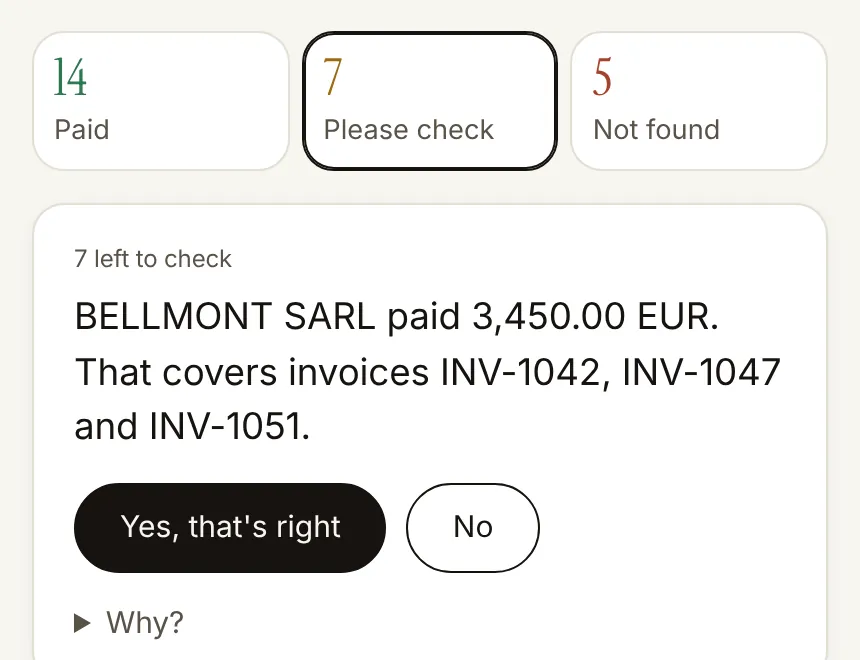 14
Paid
7
Please check
5
Not found
7 left to check
BELLMONT SARL paid 3,450.00 EUR.
That covers invoices INV-1042, INV-1047
and INV-1051.
Yes, that's right
No
Why?